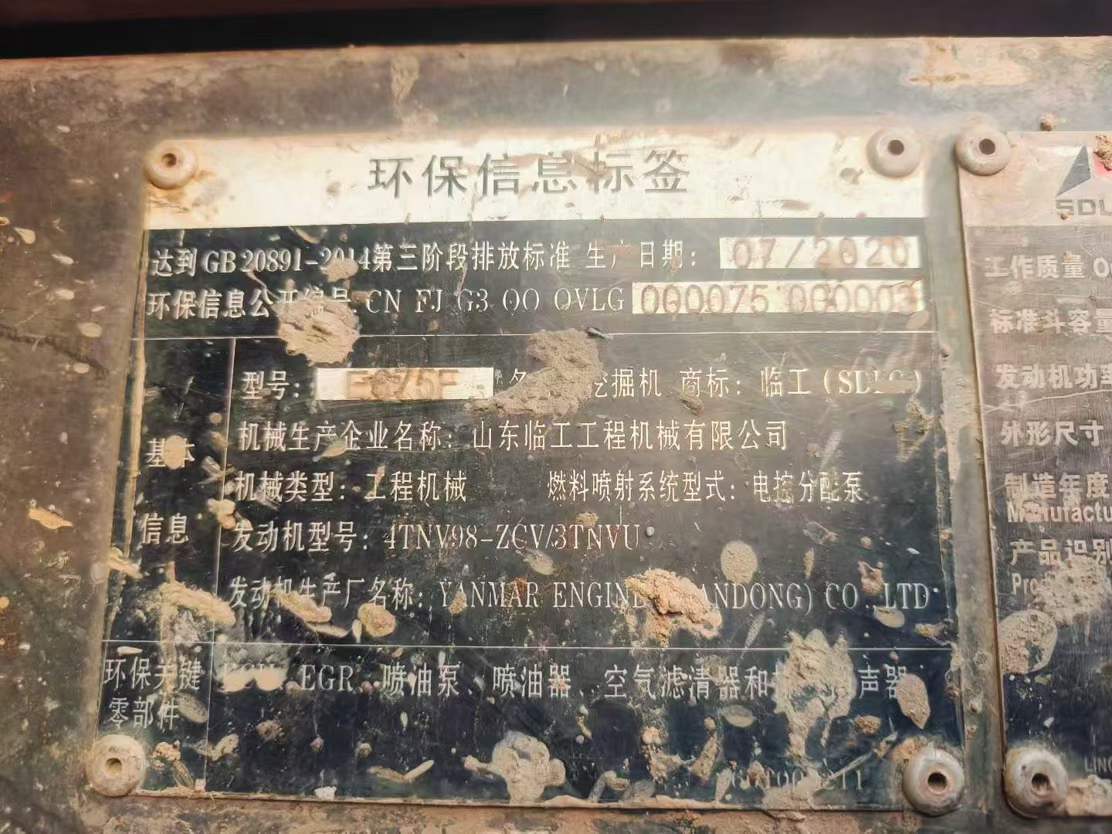 环保信息标签
达到GB 20891-2014第三阶段排放标准 生产日期: 07/2020
环保信息公开编号: CN FJ G3 00 0VLG 000075 000003
型号: 挖掘机 商标: 临工(SDLG)
基本
信息
机械生产企业名称: 山东临工工程机械有限公司
机械类型: 工程机械 燃料喷射系统型式: 电控分配泵
发动机型号: 4TNV98-ZCV/3TNVU
发动机生产厂名称: YANMAR ENGINE CO .LTD
环保关键
零部件
EGR、喷油泵、喷油器、空气滤清器和 声器
工作质量
标准斗容量
发动机功率
外形尺寸
制造年度
产品识别